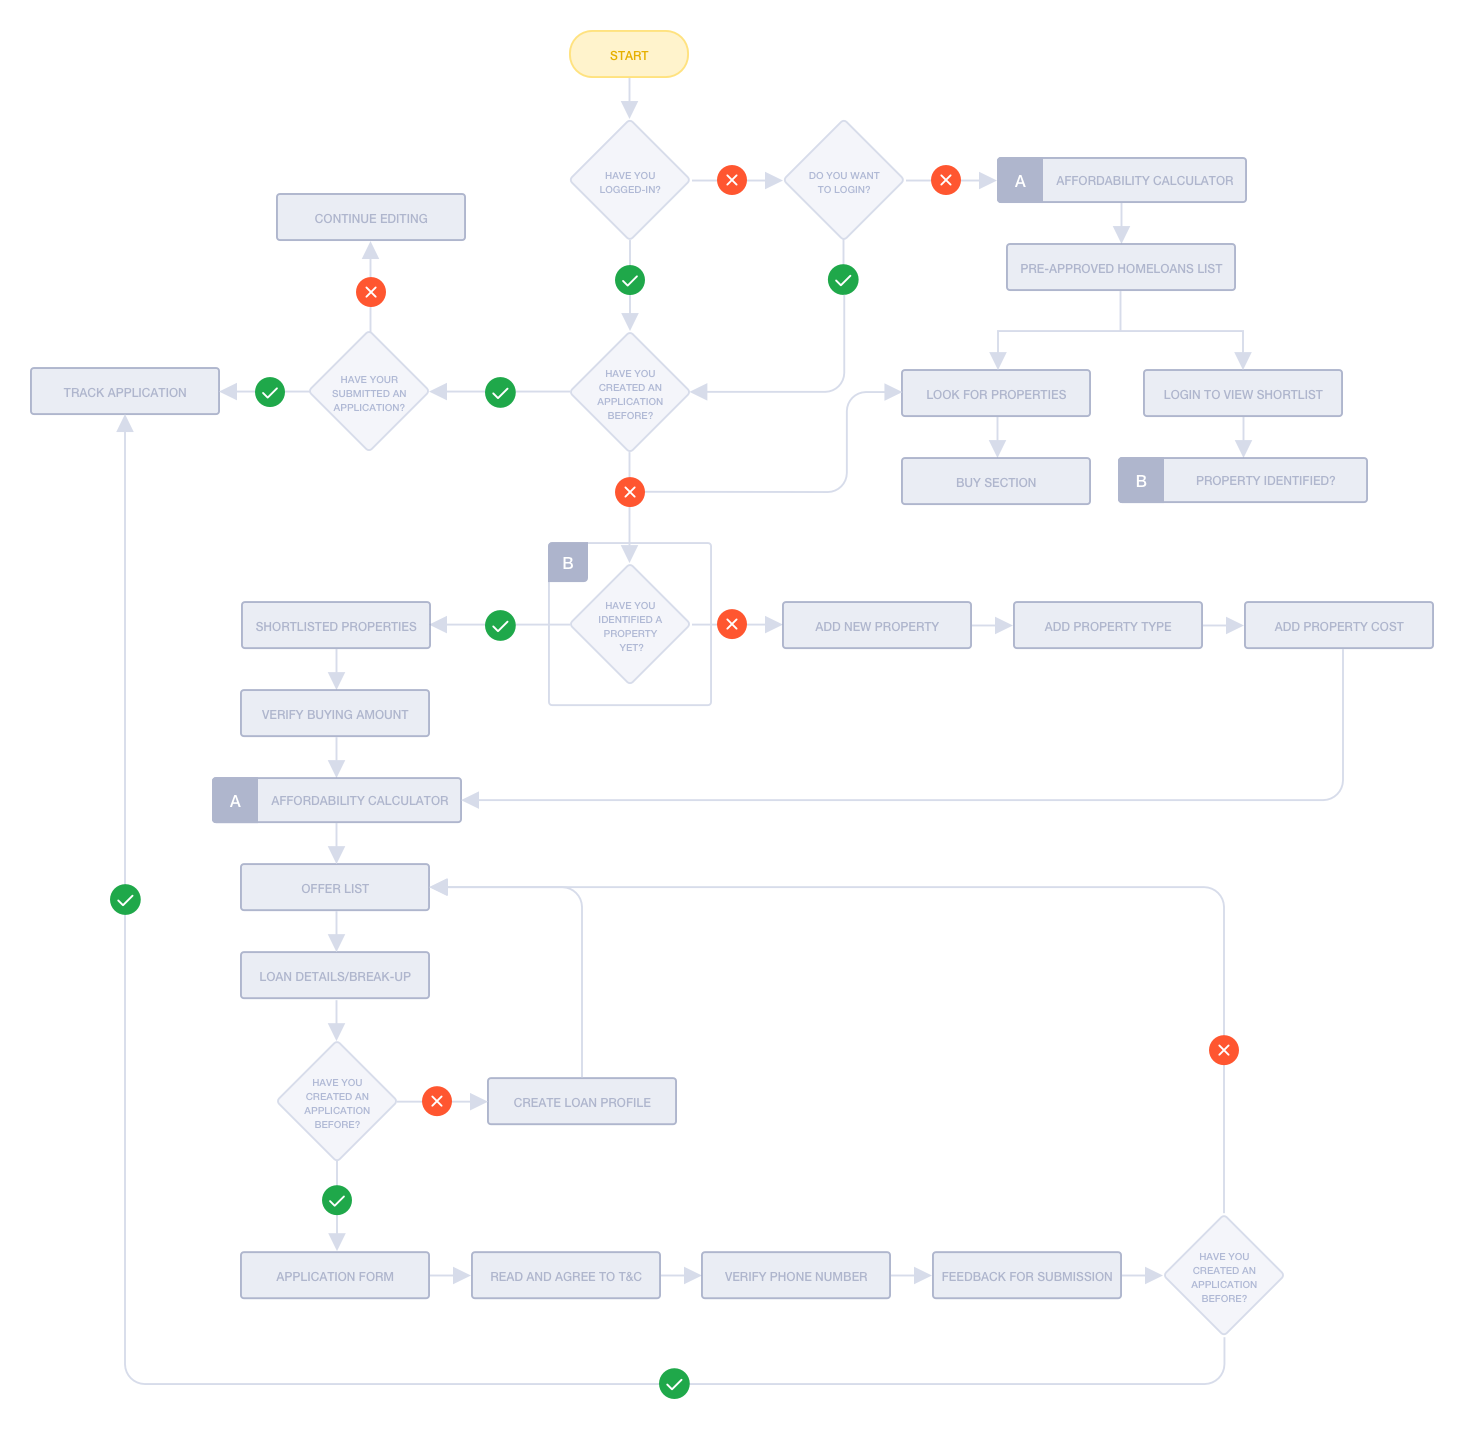 START
HAVE YOU
LOGGED-IN?
DO YOU WANT
TO LOGIN?
A
AFFORDABILITY CALCULATOR
CONTINUE EDITING
PRE-APPROVED HOMELOANS LIST
TRACK APPLICATION
HAVE YOUR
SUBMITTED AN
APPLICATION?
HAVE YOU
CREATED AN
APPLICATION
BEFORE?
LOOK FOR PROPERTIES
LOGIN TO VIEW SHORTLIST
BUY SECTION
B
PROPERTY IDENTIFIED?
B
HAVE YOU
IDENTIFIED A
PROPERTY
YET?
SHORTLISTED PROPERTIES
ADD NEW PROPERTY
ADD PROPERTY TYPE
ADD PROPERTY COST
VERIFY BUYING AMOUNT
A
AFFORDABILITY CALCULATOR
OFFER LIST
LOAN DETAILS/BREAK-UP
HAVE YOU
CREATED AN
APPLICATION
BEFORE?
CREATE LOAN PROFILE
APPLICATION FORM
READ AND AGREE TO T&C
VERIFY PHONE NUMBER
FEEDBACK FOR SUBMISSION
HAVE YOU
CREATED AN
APPLICATION
BEFORE?